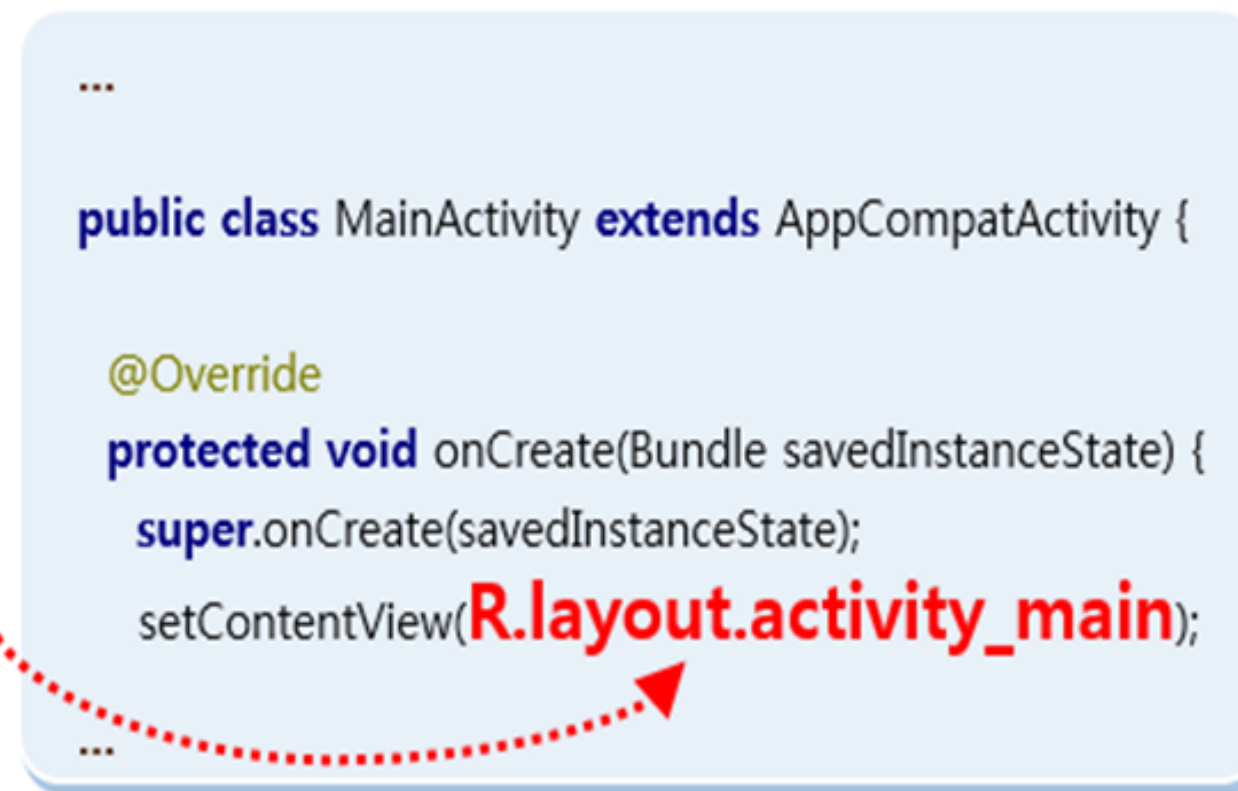 ...
public class MainActivity extends AppCompatActivity {
@Override
protected void onCreate(Bundle savedInstanceState) {
super.onCreate(savedInstanceState);
setContentView(R.layout.activity_main);
...